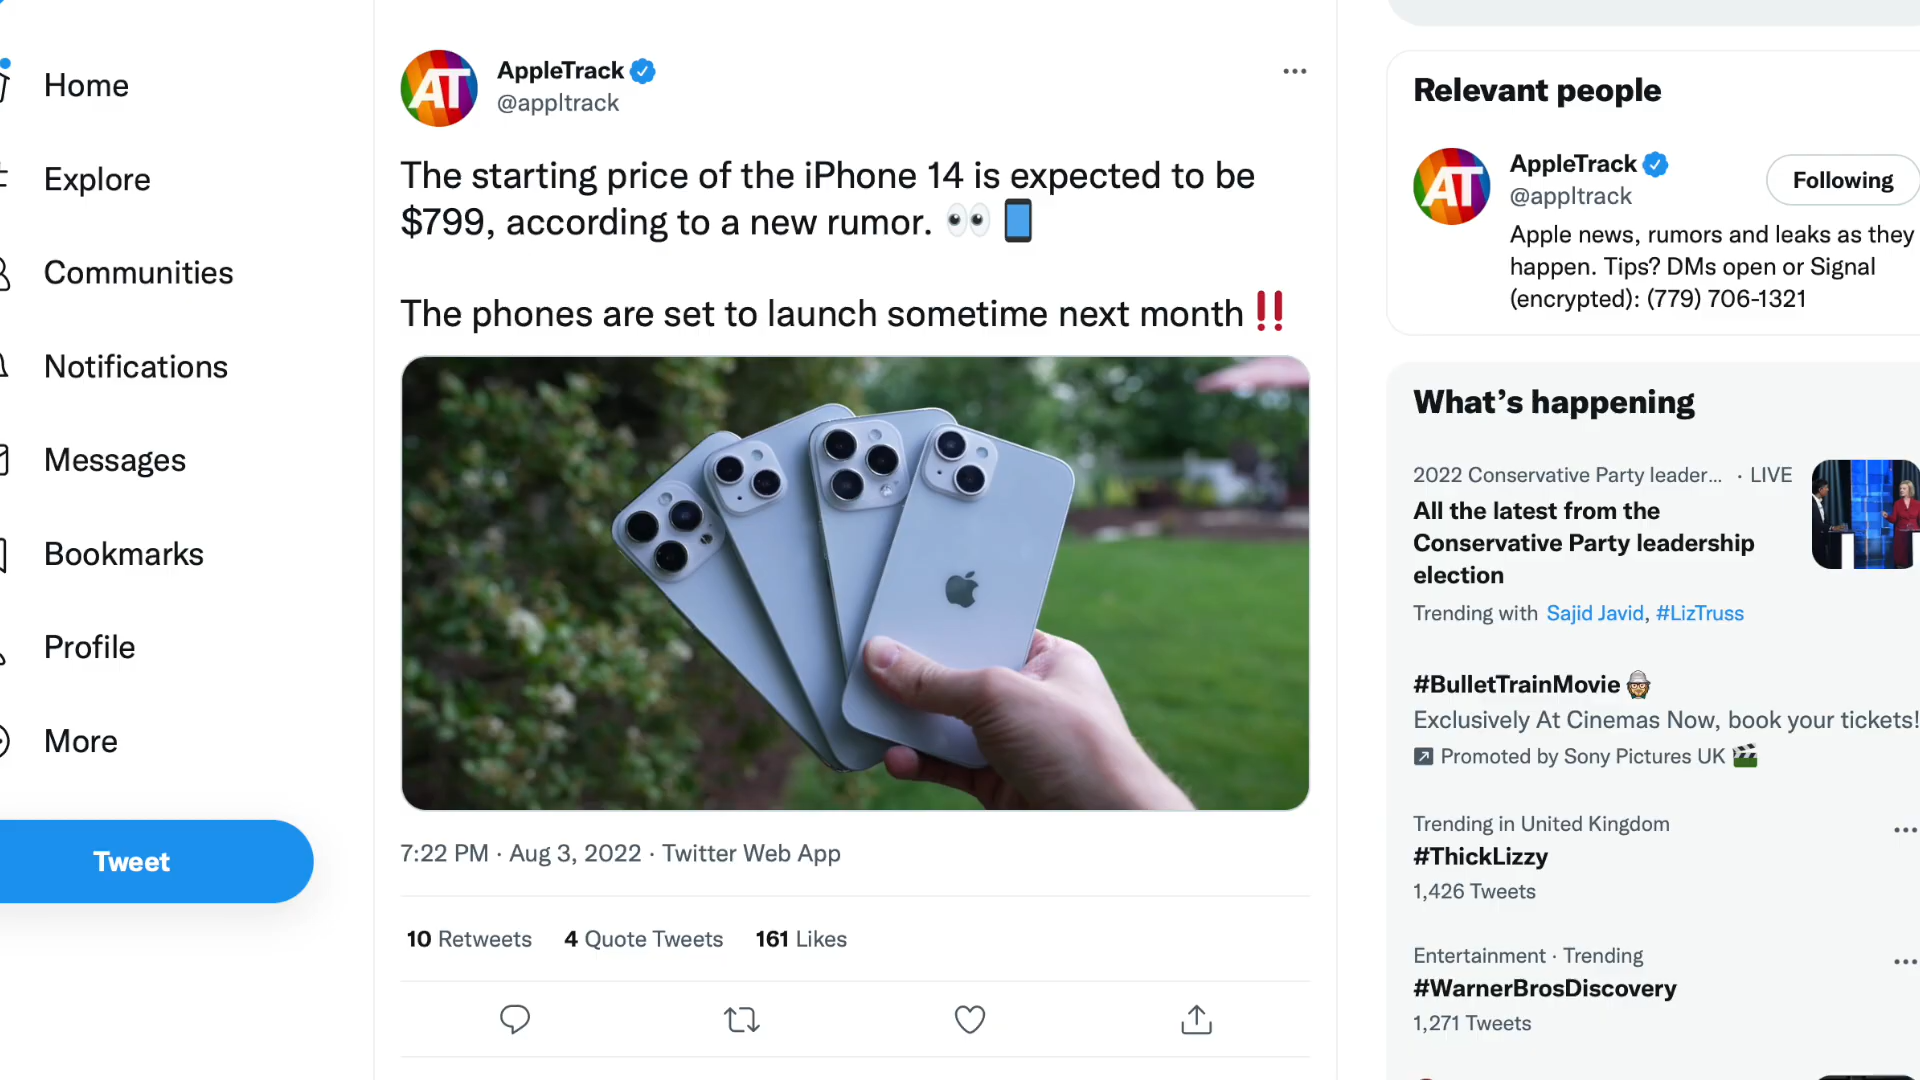 Home
Explore
Communities
Notifications
Messages
Bookmarks
Profile
More
Tweet
AT
AppleTrack
@appltrack
The starting price of the iPhone 14 is expected to be
$799, according to a new rumor. 👀 📱
The phones are set to launch sometime next month‼️
7:22 PM · Aug 3, 2022 · Twitter Web App
10 Retweets 4 Quote Tweets 161 Likes
Relevant people
AT
AppleTrack
@appltrack
Following
Apple news, rumors and leaks as they
happen. Tips? DMs open or Signal
(encrypted): (779) 706-1321
What’s happening
2022 Conservative Party leader... · LIVE
All the latest from the
Conservative Party leadership
election
Trending with Sajid Javid, #LizTruss
#BulletTrainMovie
Exclusively At Cinemas Now, book your tickets!
Promoted by Sony Pictures UK 🎬
Trending in United Kingdom
#ThickLizzy
1,426 Tweets
Entertainment · Trending
#WarnerBrosDiscovery
1,271 Tweets